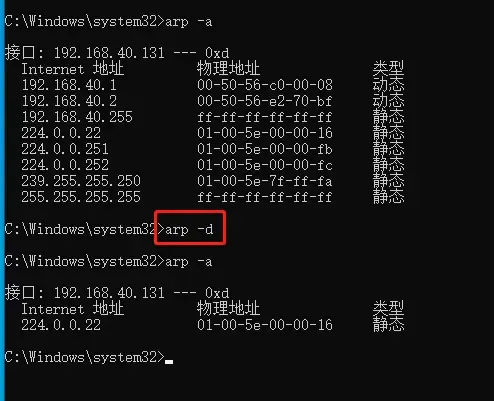 C:\Windows\system32>arp -a
接口: 192.168.40.131 --- 0xd
Internet 地址 物理地址 类型
192.168.40.1 00-50-56-c0-00-08 动态
192.168.40.2 00-50-56-e2-70-bf 动态
192.168.40.255 ff-ff-ff-ff-ff-ff 静态
224.0.0.22 01-00-5e-00-00-16 静态
224.0.0.251 01-00-5e-00-00-fb 静态
224.0.0.252 01-00-5e-00-00-fc 静态
239.255.255.250 01-00-5e-7f-ff-fa 静态
255.255.255.255 ff-ff-ff-ff-ff-ff 静态
C:\Windows\system32>arp -d
C:\Windows\system32>arp -a
接口: 192.168.40.131 --- 0xd
Internet 地址 物理地址 类型
224.0.0.22 01-00-5e-00-00-16 静态
C:\Windows\system32>